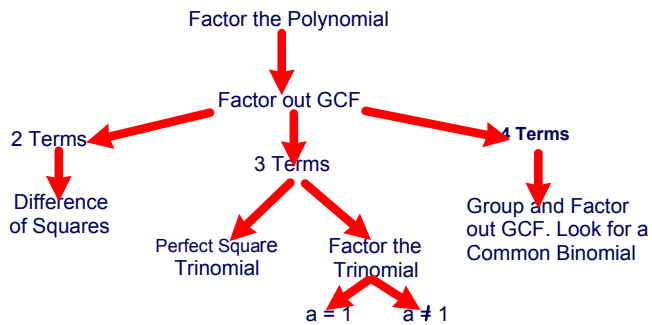 Factor the Polynomial
Factor out GCF
2 Terms
4 Terms
3 Terms
Difference
of Squares
Group and Factor
out GCF. Look for a
Common Binomial
Perfect Square
Trinomial
Factor the
Trinomial
a = 1
a ≠ 1